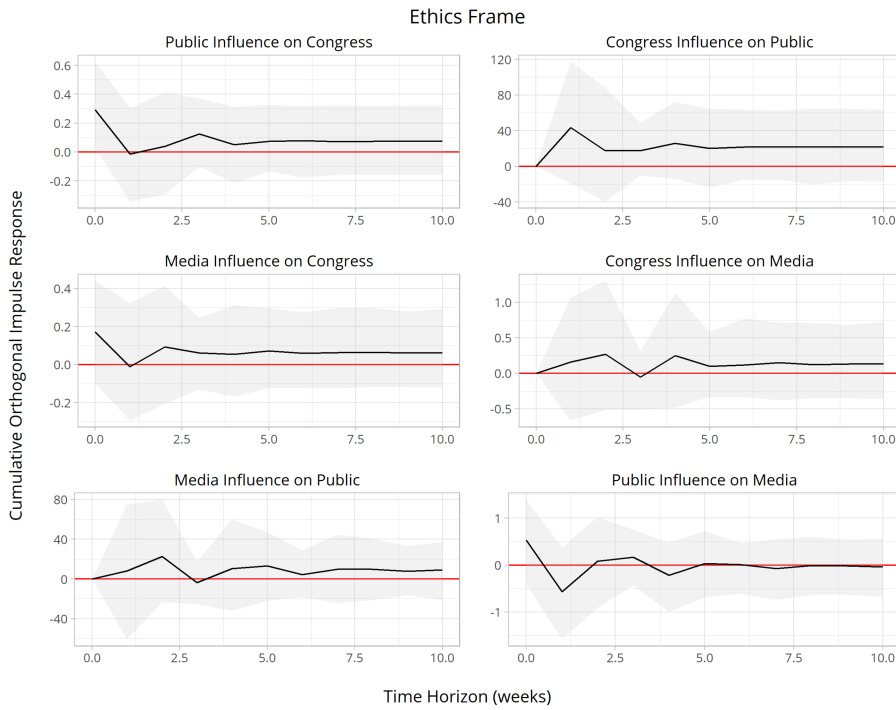 Ethics Frame
Public Influence on Congress
0.6
0.4
0.2
0.0
-0.2
0.0 2.5 5.0 7.5 10.0
Congress Influence on Public
120
80
40
0
-40
0.0 2.5 5.0 7.5 10.0
Media Influence on Congress
0.4
0.2
0.0
-0.2
0.0 2.5 5.0 7.5 10.0
Congress Influence on Media
1.0
0.5
0.0
-0.5
0.0 2.5 5.0 7.5 10.0
Media Influence on Public
80
40
0
-40
0.0 2.5 5.0 7.5 10.0
Public Influence on Media
1
0
-1
0.0 2.5 5.0 7.5 10.0
Cumulative Orthogonal Impulse Response
Time Horizon (weeks)